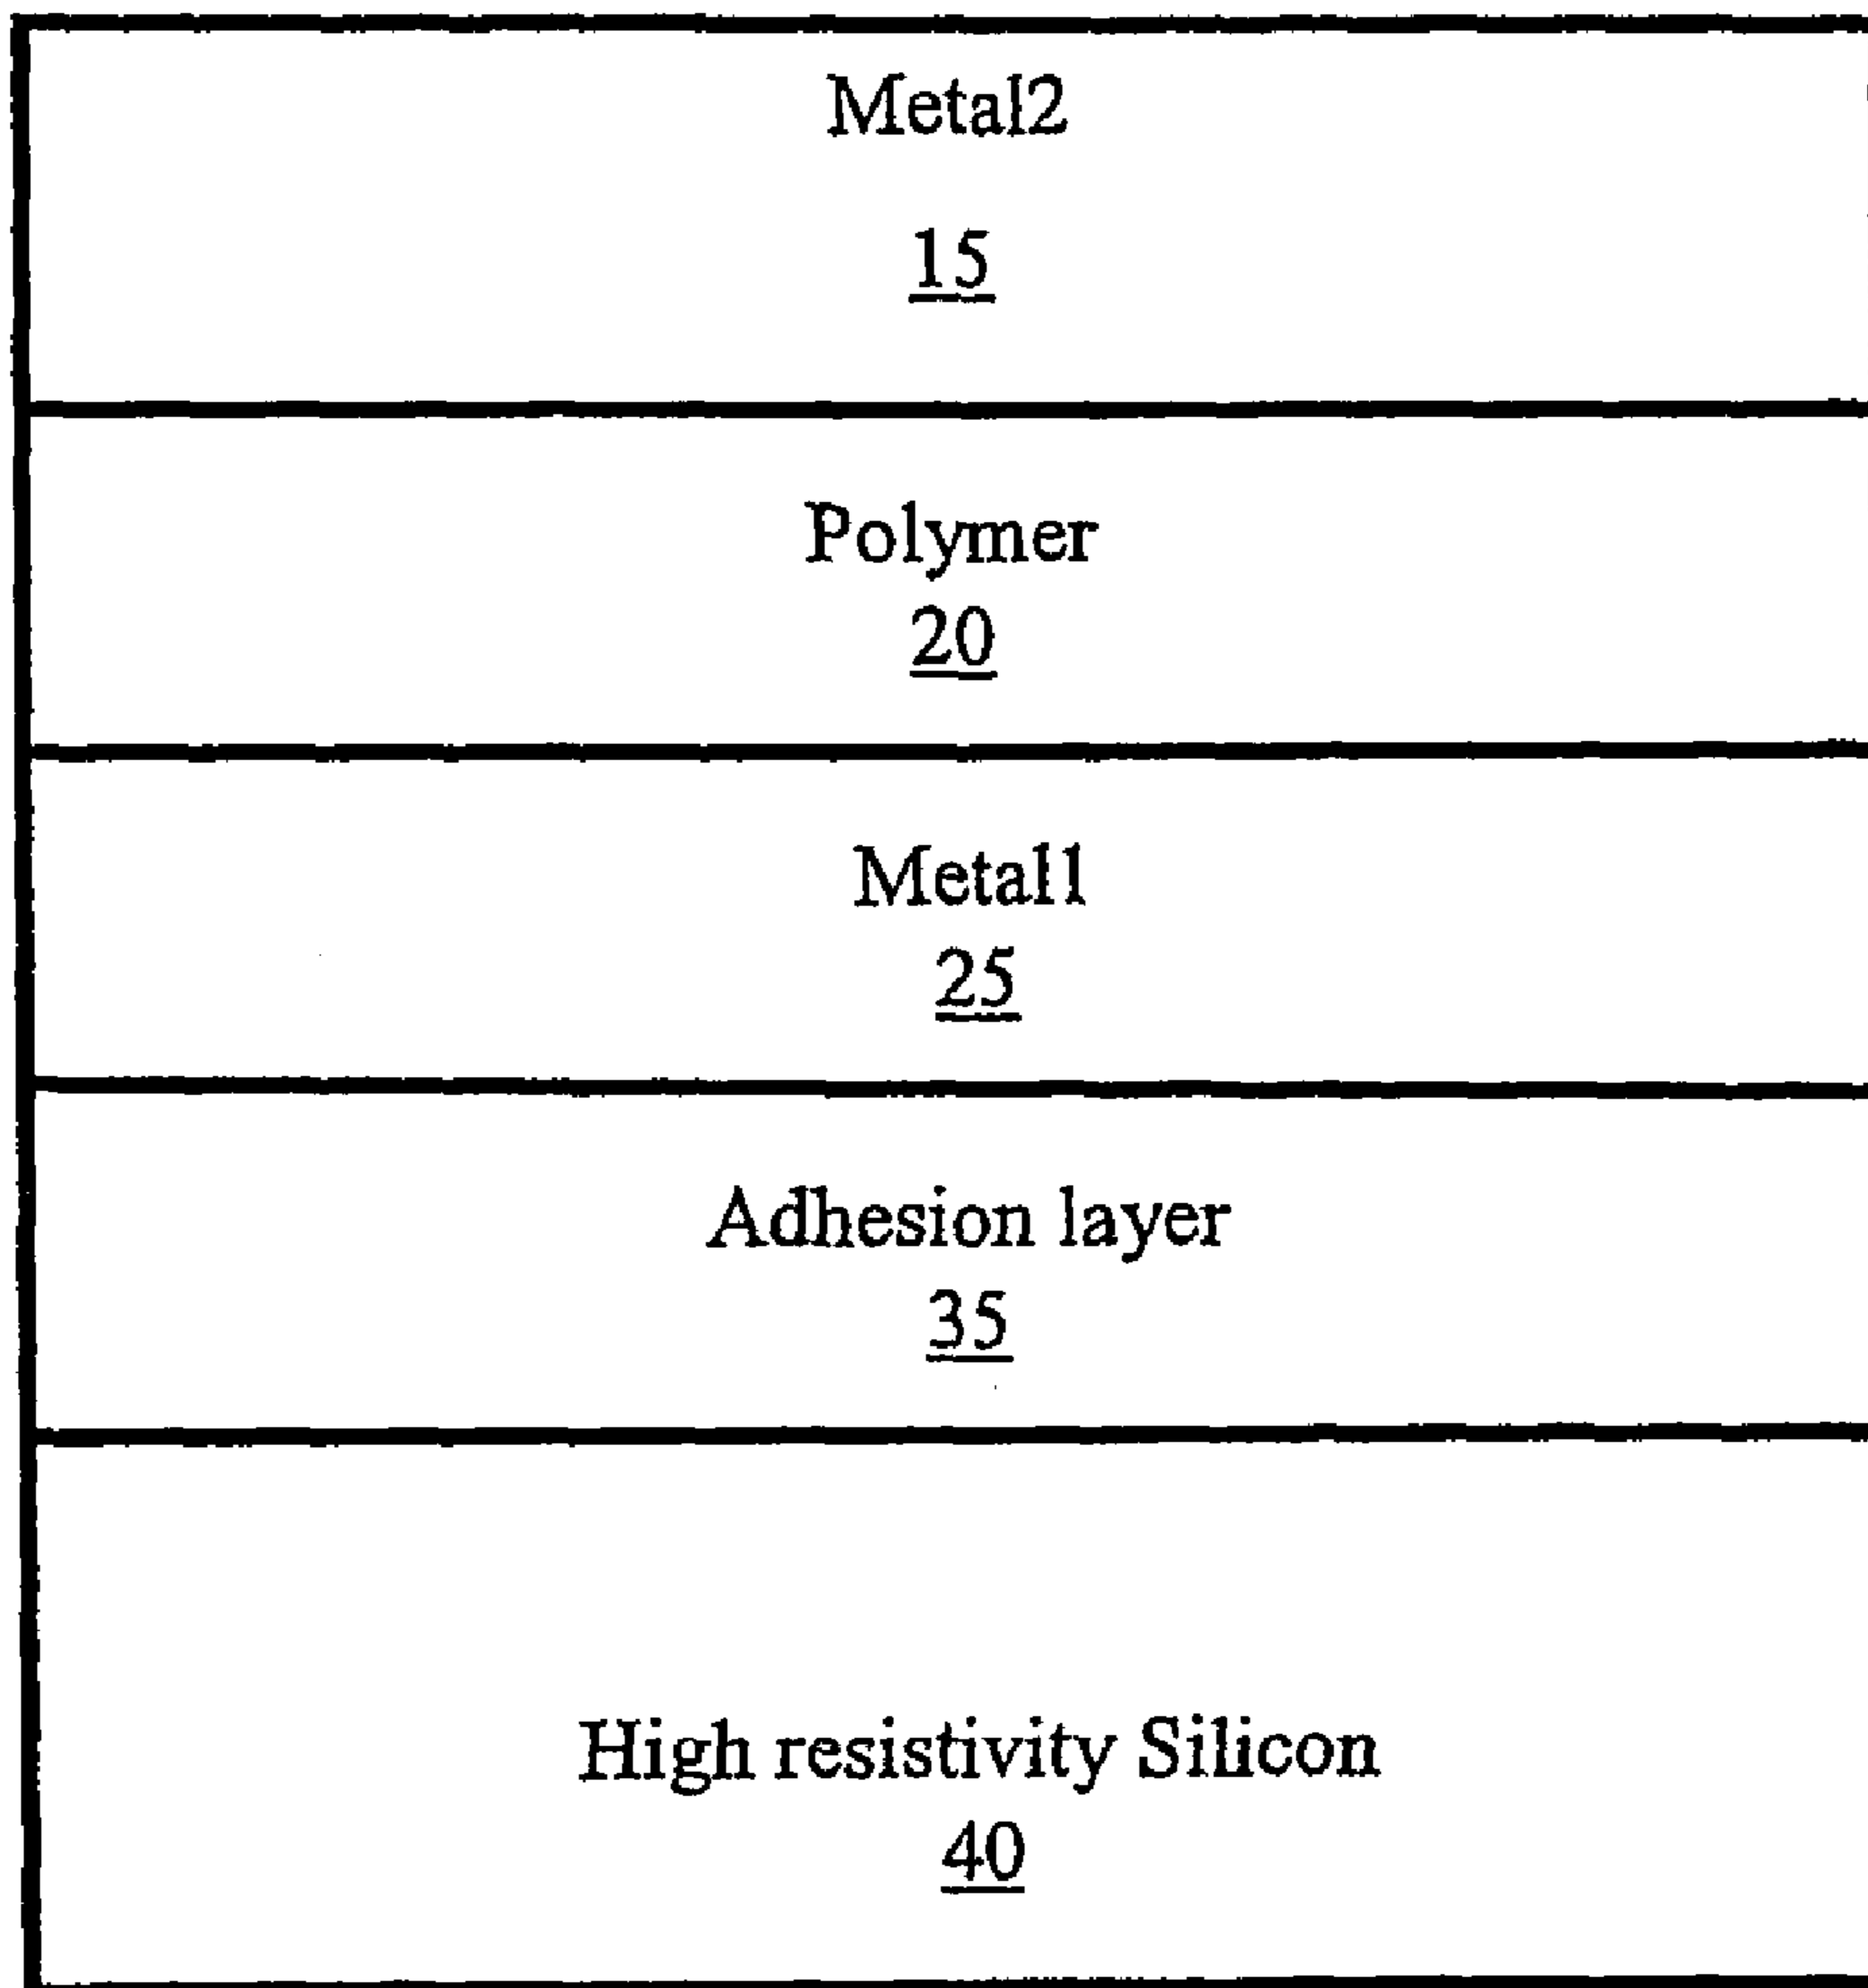 Metal2
15
Polymer
20
Metal1
25
Adhesion layer
35
High resistivity Silicon
40